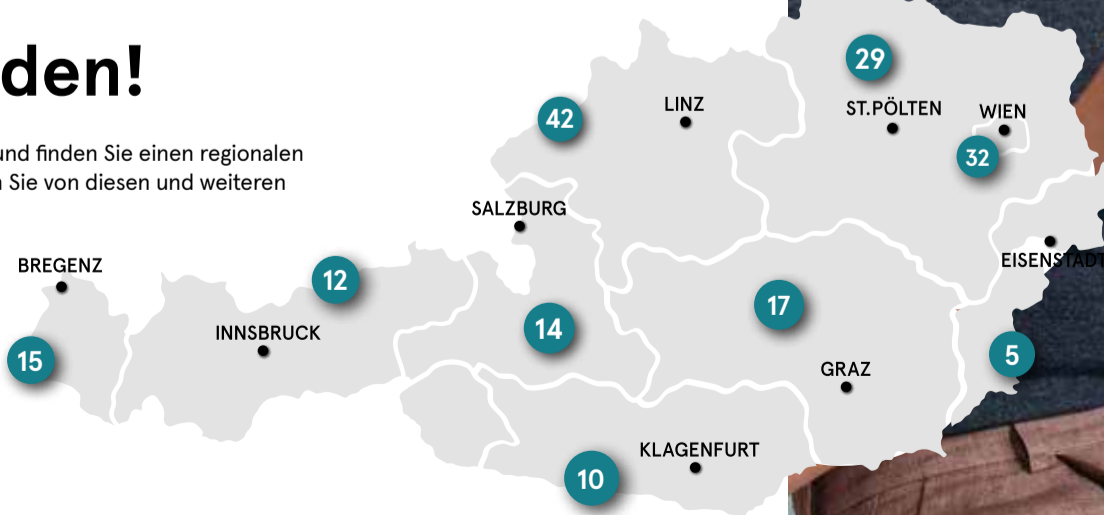 den!
und finden Sie einen regionalen
Sie von diesen und weiteren
29
ST.PÖLTEN
WIEN
32
LINZ
42
SALZBURG
BREGENZ
12
INNSBRUCK
15
14
17
EISENSTADT
5
GRAZ
KLAGENFURT
10